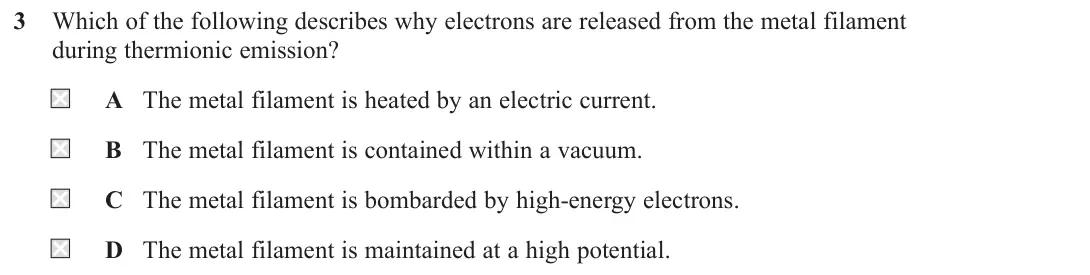 3 Which of the following describes why electrons are released from the metal filament
during thermionic emission?
A The metal filament is heated by an electric current.
B The metal filament is contained within a vacuum.
C The metal filament is bombarded by high-energy electrons.
D The metal filament is maintained at a high potential.